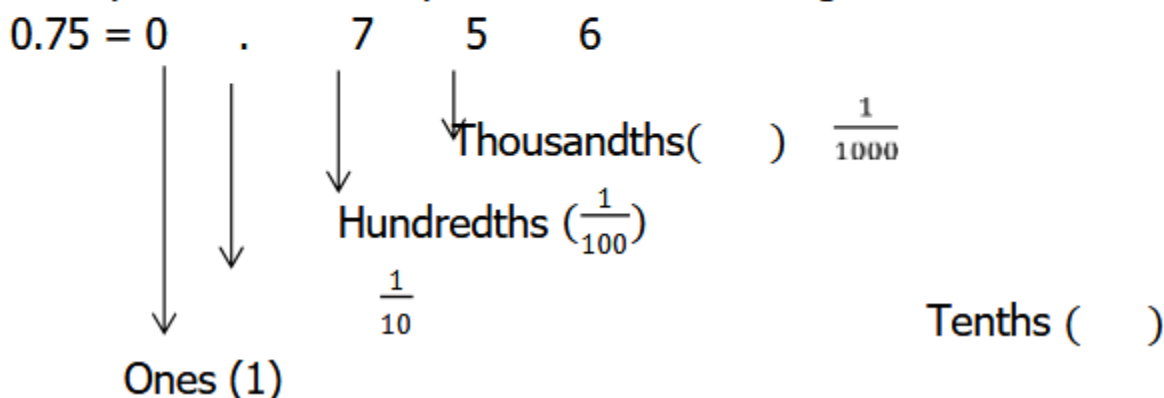 0.75 = 0 . 7 5 6
Thousandths( ) 1/1000
Hundredths (1/100)
1/10
Tenths ( )
Ones (1)